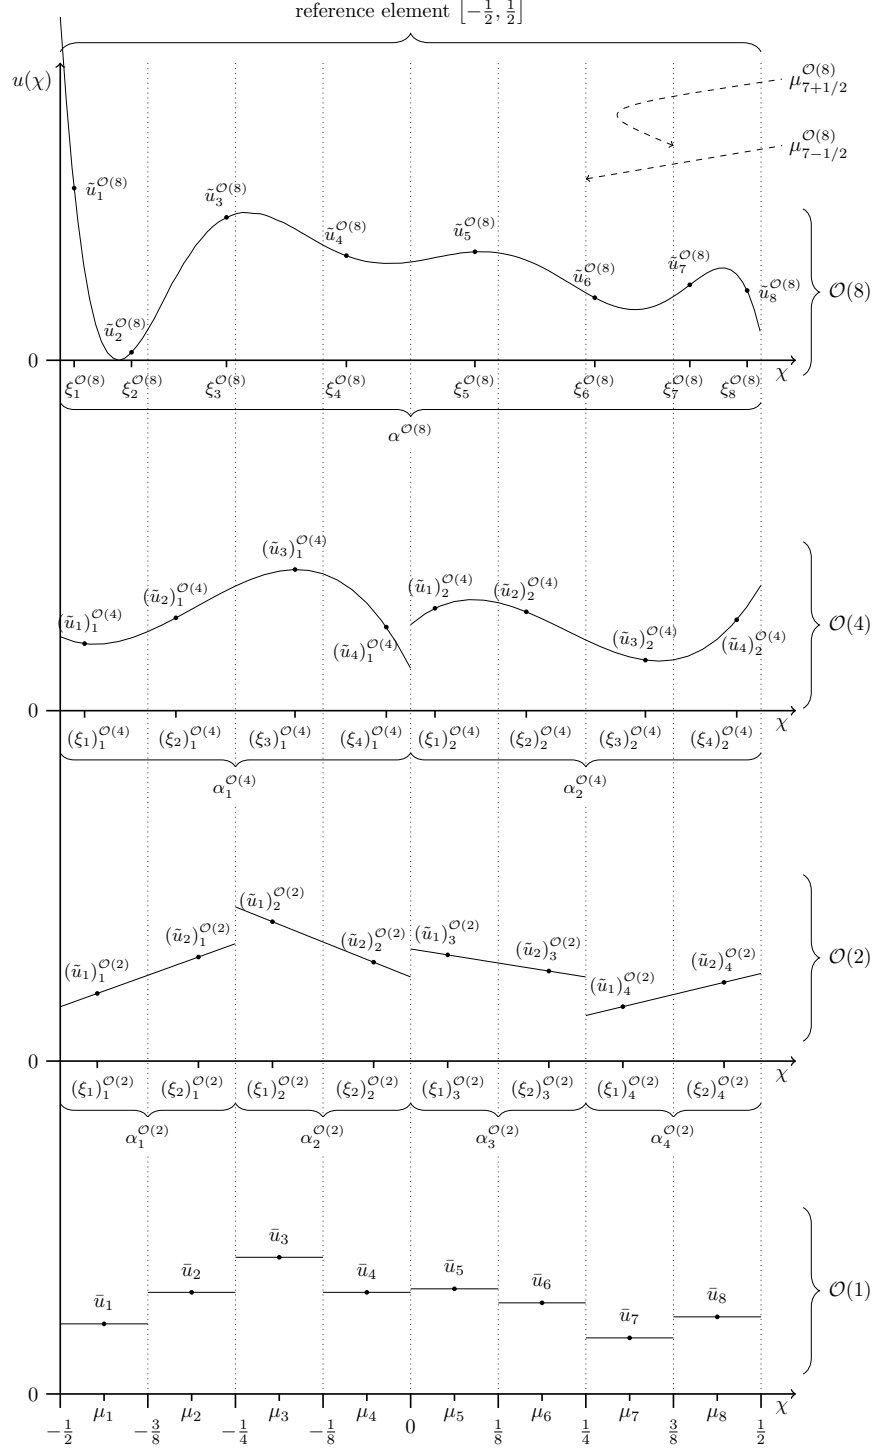 reference element [−1/2, 1/2]
u(χ)
μ_{7+1/2}^{𝒪(8)}
μ_{7−1/2}^{𝒪(8)}
ũ_1^{𝒪(8)} ũ_2^{𝒪(8)} ũ_3^{𝒪(8)} ũ_4^{𝒪(8)} ũ_5^{𝒪(8)} ũ_6^{𝒪(8)} ũ_7^{𝒪(8)} ũ_8^{𝒪(8)}
𝒪(8)
0
χ
ξ_1^{𝒪(8)} ξ_2^{𝒪(8)} ξ_3^{𝒪(8)} ξ_4^{𝒪(8)} ξ_5^{𝒪(8)} ξ_6^{𝒪(8)} ξ_7^{𝒪(8)} ξ_8^{𝒪(8)}
α^{𝒪(8)}
(ũ_1)_1^{𝒪(4)} (ũ_2)_1^{𝒪(4)} (ũ_3)_1^{𝒪(4)} (ũ_4)_1^{𝒪(4)} (ũ_1)_2^{𝒪(4)} (ũ_2)_2^{𝒪(4)} (ũ_3)_2^{𝒪(4)} (ũ_4)_2^{𝒪(4)}
𝒪(4)
0
χ
(ξ_1)_1^{𝒪(4)} (ξ_2)_1^{𝒪(4)} (ξ_3)_1^{𝒪(4)} (ξ_4)_1^{𝒪(4)} (ξ_1)_2^{𝒪(4)} (ξ_2)_2^{𝒪(4)} (ξ_3)_2^{𝒪(4)} (ξ_4)_2^{𝒪(4)}
α_1^{𝒪(4)} α_2^{𝒪(4)}
(ũ_1)_1^{𝒪(2)} (ũ_2)_1^{𝒪(2)} (ũ_1)_2^{𝒪(2)} (ũ_2)_2^{𝒪(2)} (ũ_1)_3^{𝒪(2)} (ũ_2)_3^{𝒪(2)} (ũ_1)_4^{𝒪(2)} (ũ_2)_4^{𝒪(2)}
𝒪(2)
0
χ
(ξ_1)_1^{𝒪(2)} (ξ_2)_1^{𝒪(2)} (ξ_1)_2^{𝒪(2)} (ξ_2)_2^{𝒪(2)} (ξ_1)_3^{𝒪(2)} (ξ_2)_3^{𝒪(2)} (ξ_1)_4^{𝒪(2)} (ξ_2)_4^{𝒪(2)}
α_1^{𝒪(2)} α_2^{𝒪(2)} α_3^{𝒪(2)} α_4^{𝒪(2)}
ū_1 ū_2 ū_3 ū_4 ū_5 ū_6 ū_7 ū_8
𝒪(1)
0
χ
−1/2 μ_1 −3/8 μ_2 −1/4 μ_3 −1/8 μ_4 0 μ_5 1/8 μ_6 1/4 μ_7 3/8 μ_8 1/2